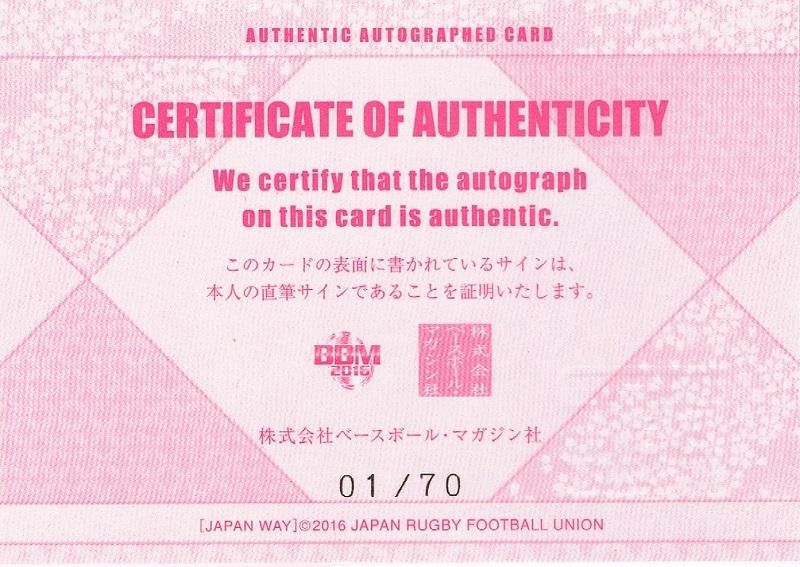 AUTHENTIC AUTOGRAPHED CARD
CERTIFICATE OF AUTHENTICITY
We certify that the autograph
on this card is authentic.
このカードの表面に書かれているサインは、
本人の直筆サインであることを証明いたします。
BBM
2016
株式会社
ベースボール・
マガジン社
株式会社ベースボール・マガジン社
01/70
[JAPAN WAY]©2016 JAPAN RUGBY FOOTBALL UNION